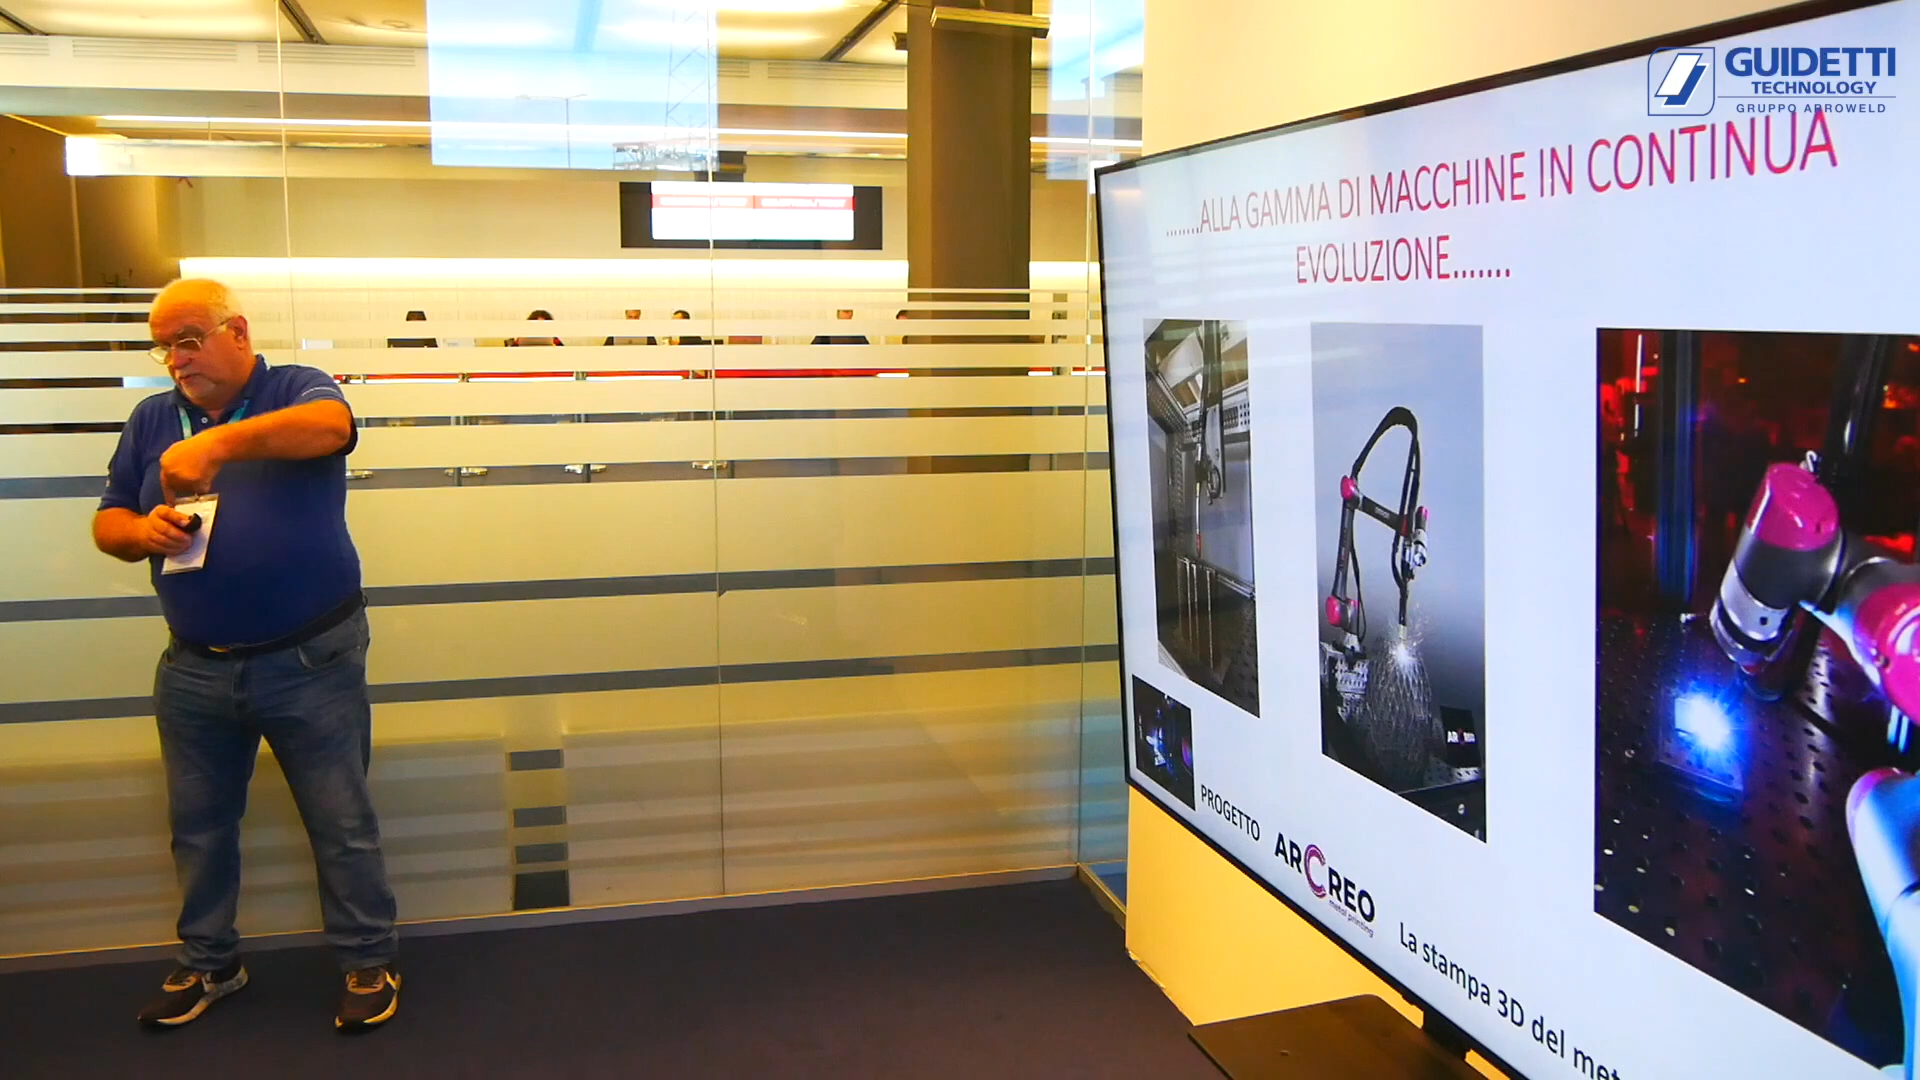 GUIDETTI
TECHNOLOGY
GRUPPO ARROWELD
........ALLA GAMMA DI MACCHINE IN CONTINUA
EVOLUZIONE.......
ARCREO
PROGETTO
ARCREO
metal printing
La stampa 3D del